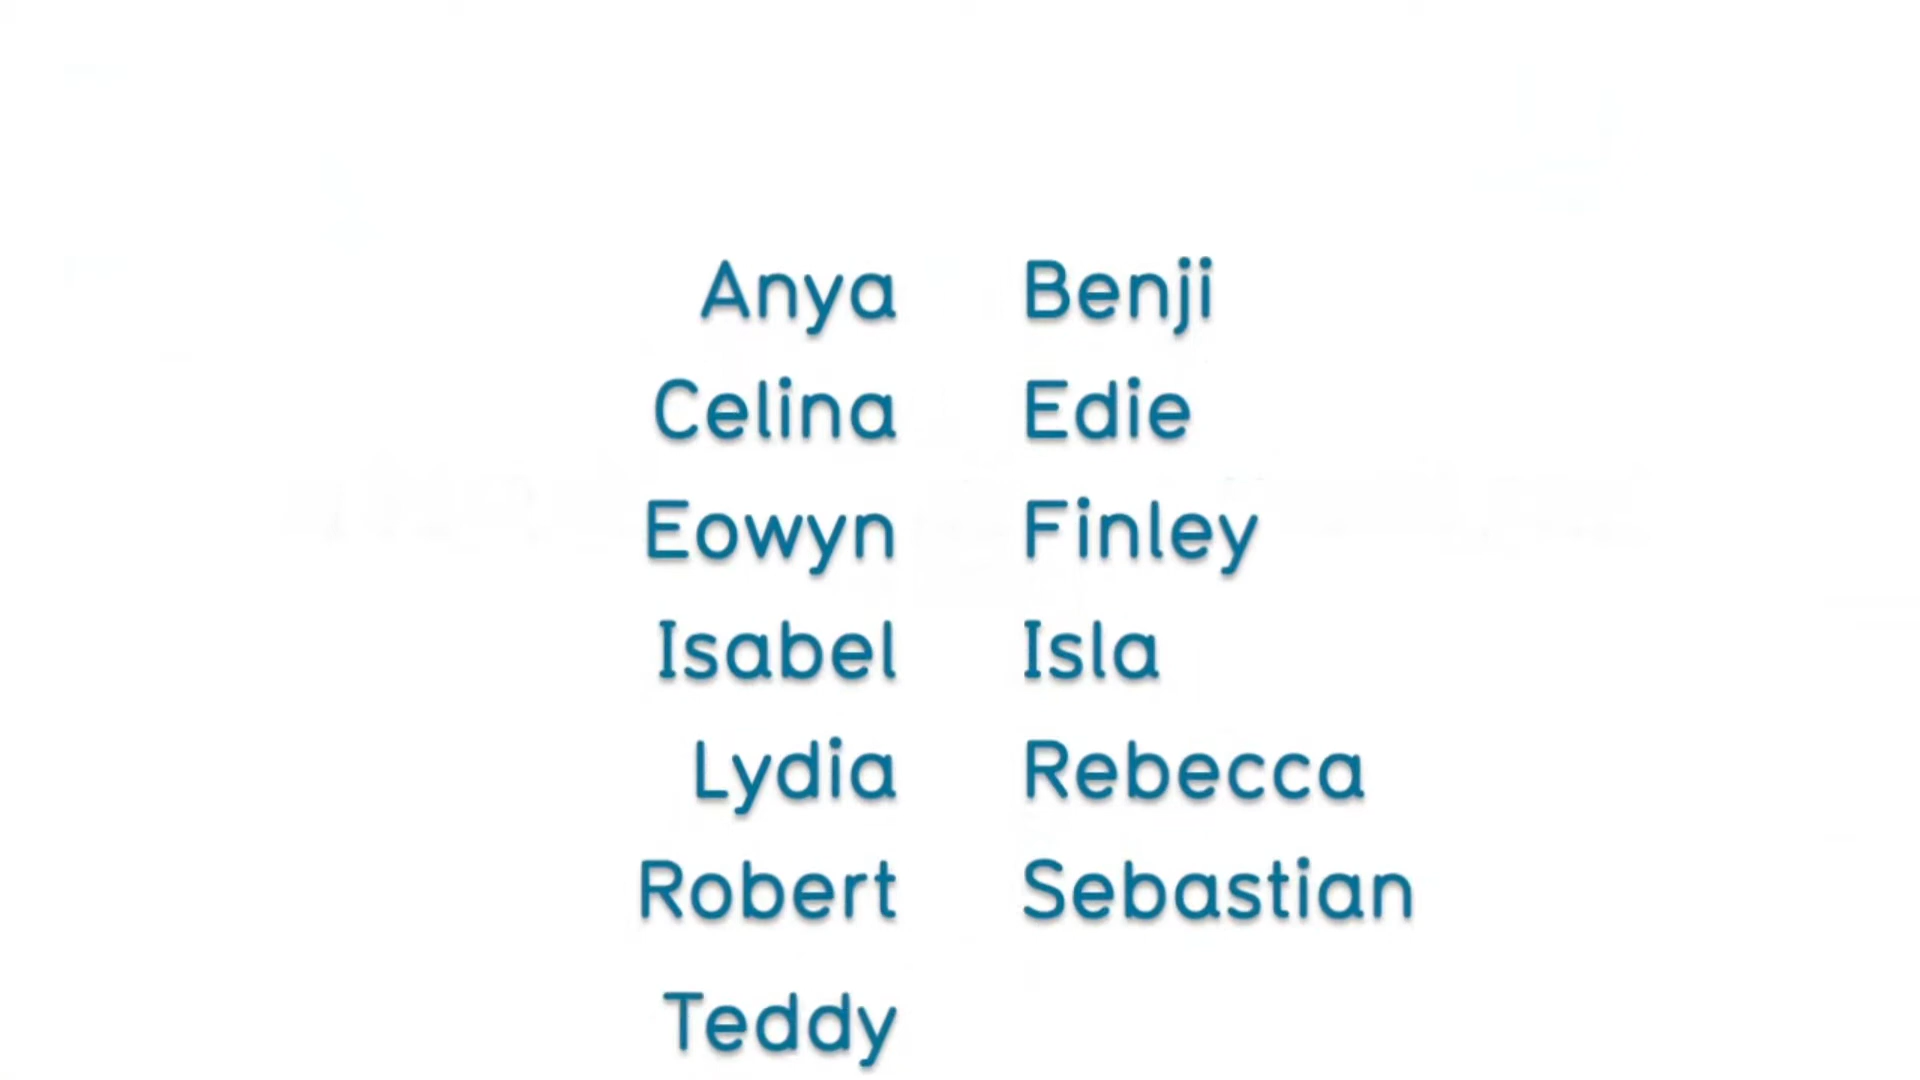 Anya Benji
Celina Edie
Eowyn Finley
Isabel Isla
Lydia Rebecca
Robert Sebastian
Teddy